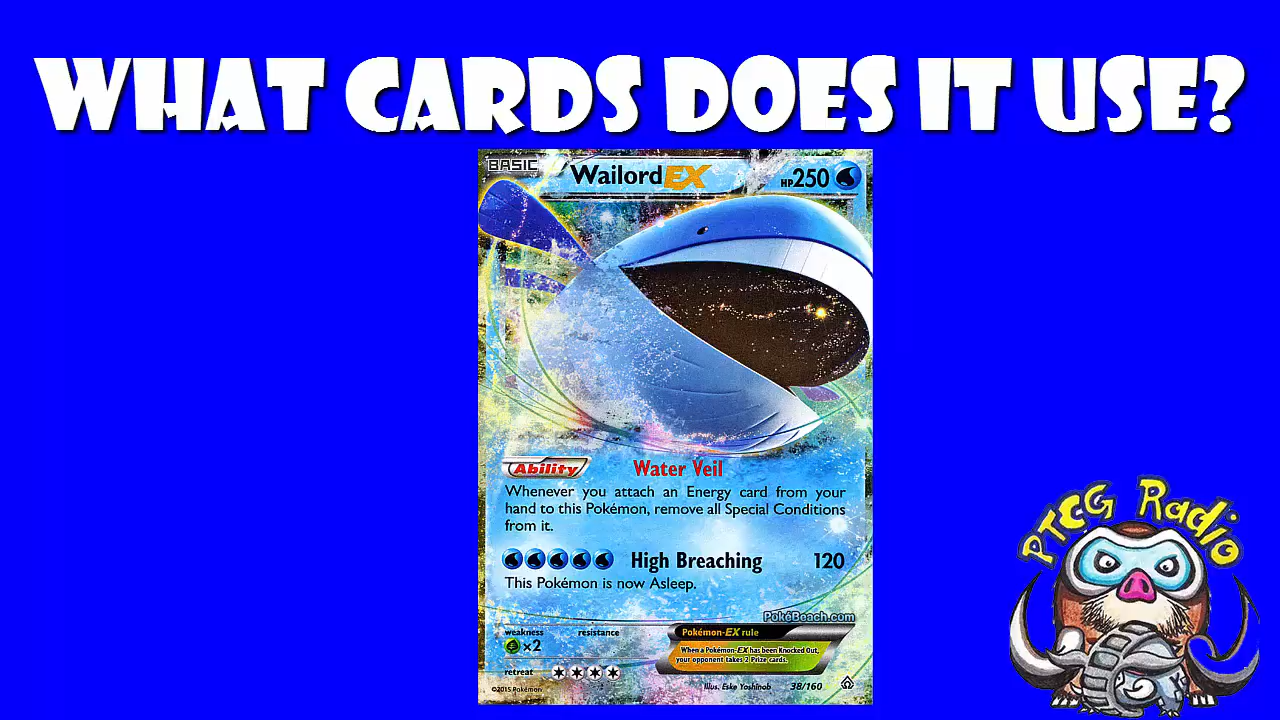 WHAT CARDS DOES IT USE?
BASIC
Wailord EX
HP 250
Ability Water Veil
Whenever you attach an Energy card from your
hand to this Pokémon, remove all Special Conditions
from it.
High Breaching 120
This Pokémon is now Asleep.
PokéBeach.com
weakness resistance
×2
Pokémon-EX rule
When a Pokémon-EX has been Knocked Out,
your opponent takes 2 Prize cards.
retreat
©2015 Pokémon
Illus. Eske Yoshinob
38/160
PTCG Radio